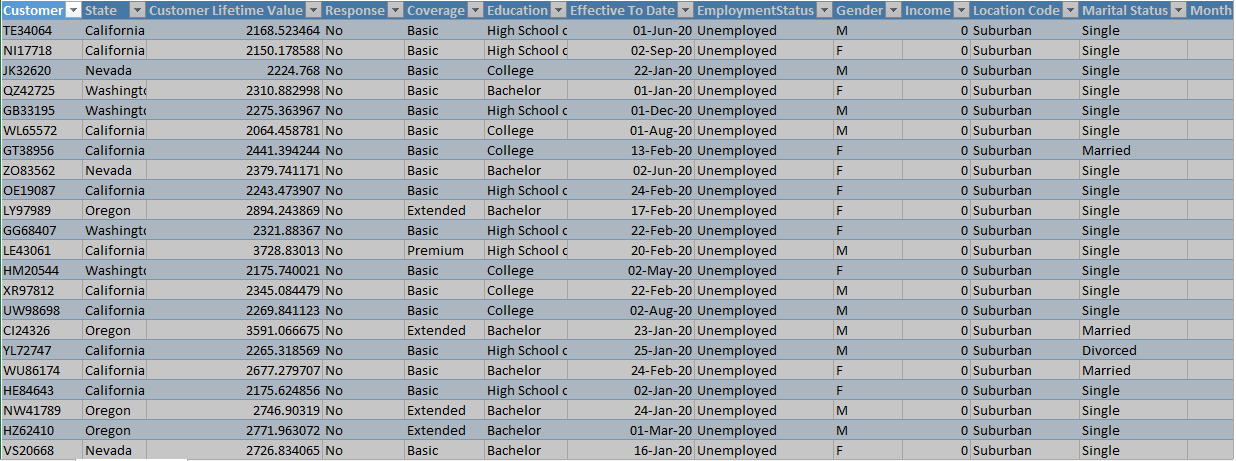 Customer State Customer Lifetime Value Response Coverage Education Effective To Date EmploymentStatus Gender Income Location Code Marital Status Month
TE34064 California 2168.523464 No Basic High School o 01-Jun-20 Unemployed M 0 Suburban Single
NI17718 California 2150.178588 No Basic High School o 02-Sep-20 Unemployed F 0 Suburban Single
JK32620 Nevada 2224.768 No Basic College 22-Jan-20 Unemployed M 0 Suburban Single
QZ42725 Washingto 2310.882998 No Basic Bachelor 01-Jan-20 Unemployed F 0 Suburban Single
GB33195 Washingto 2275.363967 No Basic High School o 01-Dec-20 Unemployed M 0 Suburban Single
WL65572 California 2064.458781 No Basic College 01-Aug-20 Unemployed M 0 Suburban Single
GT38956 California 2441.394244 No Basic College 13-Feb-20 Unemployed F 0 Suburban Married
ZO83562 Nevada 2379.741171 No Basic Bachelor 02-Jun-20 Unemployed F 0 Suburban Single
OE19087 California 2243.473907 No Basic High School o 24-Feb-20 Unemployed F 0 Suburban Single
LY97989 Oregon 2894.243869 No Extended Bachelor 17-Feb-20 Unemployed F 0 Suburban Single
GG68407 Washingto 2321.88367 No Basic High School o 22-Feb-20 Unemployed F 0 Suburban Single
LE43061 California 3728.83013 No Premium High School o 20-Feb-20 Unemployed M 0 Suburban Single
HM20544 Washingto 2175.740021 No Basic College 02-May-20 Unemployed F 0 Suburban Single
XR97812 California 2345.084479 No Basic College 22-Feb-20 Unemployed M 0 Suburban Single
UW98698 California 2269.841123 No Basic College 02-Aug-20 Unemployed M 0 Suburban Single
CI24326 Oregon 3591.066675 No Extended Bachelor 23-Jan-20 Unemployed M 0 Suburban Married
YL72747 California 2265.318569 No Basic High School o 25-Jan-20 Unemployed M 0 Suburban Divorced
WU86174 California 2677.279707 No Basic Bachelor 24-Feb-20 Unemployed F 0 Suburban Married
HE84643 California 2175.624856 No Basic High School o 02-Jan-20 Unemployed F 0 Suburban Single
NW41789 Oregon 2746.90319 No Extended Bachelor 24-Jan-20 Unemployed M 0 Suburban Single
HZ62410 Oregon 2771.963072 No Extended Bachelor 01-Mar-20 Unemployed M 0 Suburban Single
VS20668 Nevada 2726.834065 No Basic Bachelor 16-Jan-20 Unemployed F 0 Suburban Single